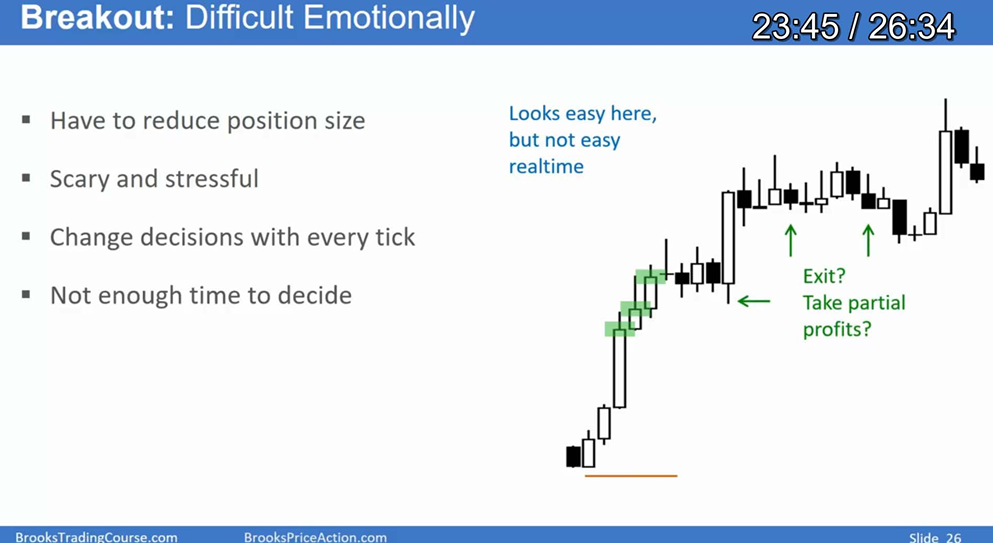 Breakout: Difficult Emotionally
23:45 / 26:34
▪ Have to reduce position size
▪ Scary and stressful
▪ Change decisions with every tick
▪ Not enough time to decide
Looks easy here,
but not easy
realtime
Exit?
Take partial
profits?
BrooksTradingCourse.com
BrooksPriceAction.com
Slide 26